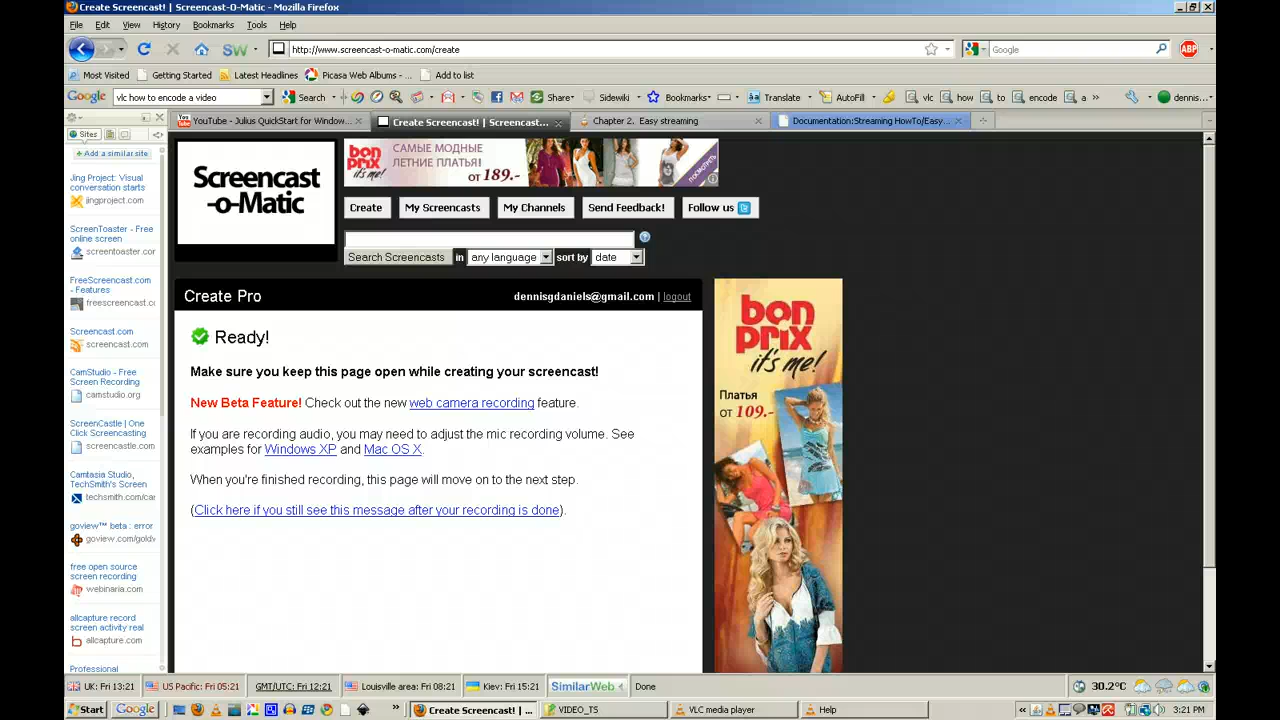 Create Screencast! | Screencast-O-Matic - Mozilla Firefox
File Edit View History Bookmarks Tools Help
SW http://www.screencast-o-matic.com/create Google ABP
Most Visited Getting Started Latest Headlines Picasa Web Albums - ... Add to list
Google vlc how to encode a video Search Share Sidewiki Bookmarks Translate AutoFill vlc how to encode a » dennis...
YouTube - Julius QuickStart for Window... Create Screencast! | Screencast... Chapter 2. Easy streaming Documentation:Streaming HowTo/Easy...
Sites
+ Add a similar site
Jing Project: Visual
conversation starts
jingproject.com
ScreenToaster - Free
online screen
screentoaster.cor
FreeScreencast.com
- Features
freescreencast.cc
Screencast.com
screencast.com
CamStudio - Free
Screen Recording
camstudio.org
ScreenCastle | One
Click Screencasting
screencastle.com
Camtasia Studio,
TechSmith's Screen
techsmith.com/car
goview™ beta : error
goview.com/goldv
free open source
screen recording
webinaria.com
allcapture record
screen activity real
allcapture.com
Professional
Screencast
-o-Matic
bon prix it's me!
САМЫЕ МОДНЫЕ
ЛЕТНИЕ ПЛАТЬЯ!
от 189.-
ПОСМОТРЕТЬ
Create My Screencasts My Channels Send Feedback! Follow us
Search Screencasts in any language sort by date
Create Pro dennisgdaniels@gmail.com | logout
Ready!
Make sure you keep this page open while creating your screencast!
New Beta Feature! Check out the new web camera recording feature.
If you are recording audio, you may need to adjust the mic recording volume. See
examples for Windows XP and Mac OS X.
When you're finished recording, this page will move on to the next step.
(Click here if you still see this message after your recording is done).
bon
prix
it's me!
Платья
от 109.-
UK: Fri 13:21 US Pacific: Fri 05:21 GMT/UTC: Fri 12:21 Louisville area: Fri 08:21 Kiev: Fri 15:21 SimilarWeb Done 30.2°C
Start Google » Create Screencast! | ... VIDEO_TS VLC media player Help « 3:21 PM